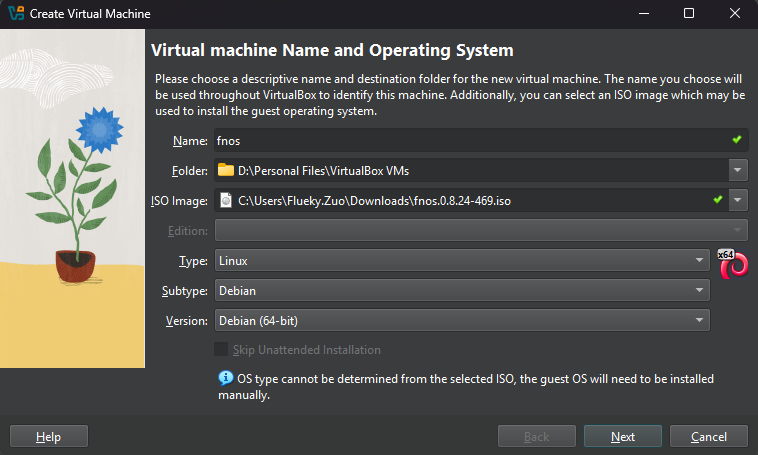 Create Virtual Machine
Virtual machine Name and Operating System
Please choose a descriptive name and destination folder for the new virtual machine. The name you choose will
be used throughout VirtualBox to identify this machine. Additionally, you can select an ISO image which may be
used to install the guest operating system.
Name: fnos
Folder: D:\Personal Files\VirtualBox VMs
ISO Image: C:\Users\Flueky.Zuo\Downloads\fnos.0.8.24-469.iso
Edition:
Type: Linux
x64
Subtype: Debian
Version: Debian (64-bit)
Skip Unattended Installation
OS type cannot be determined from the selected ISO, the guest OS will need to be installed
manually.
Help Back Next Cancel